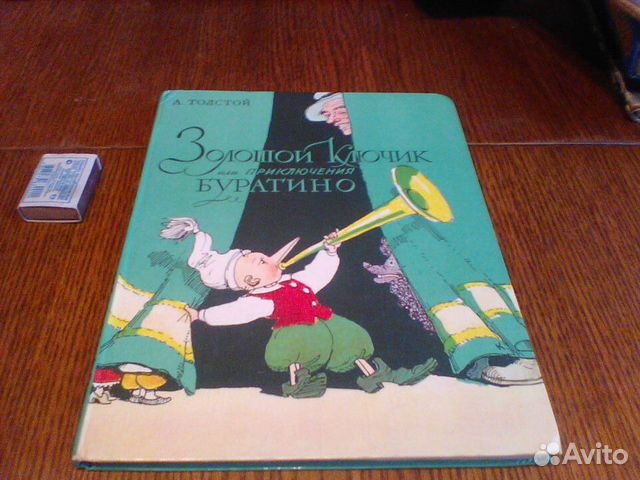 А. ТОЛСТОЙ
ЗОЛОТОЙ КЛЮЧИК
или ПРИКЛЮЧЕНИЯ
БУРАТИНО
Avito